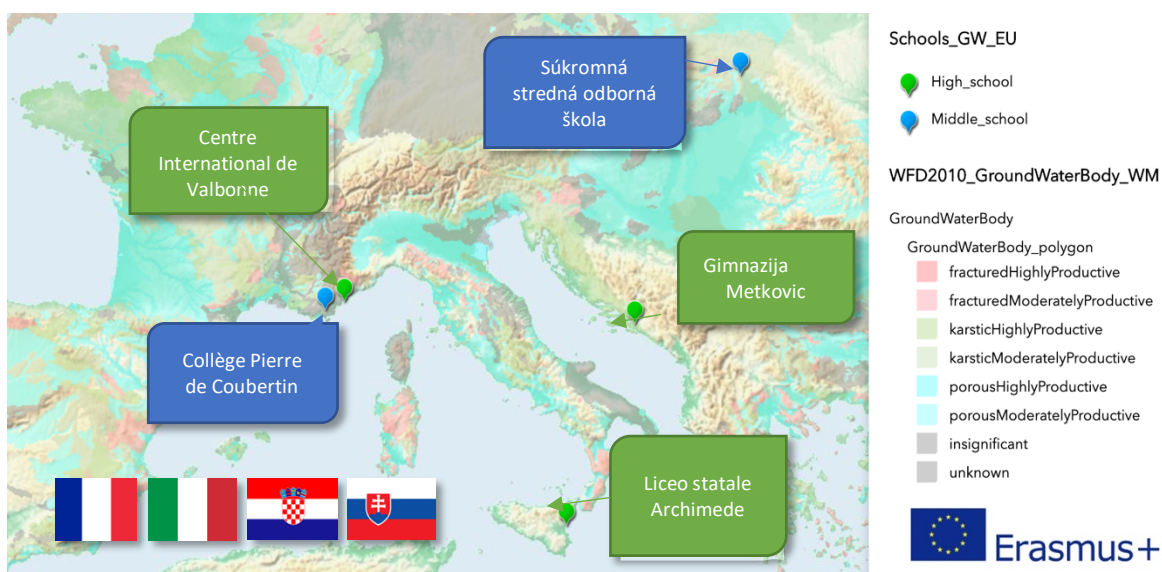 Súkromná
stredná odborná
škola
Centre
International de
Valbonne
Gimnazija
Metkovic
Collège Pierre
de Coubertin
Liceo statale
Archimede
Schools_GW_EU
High_school
Middle_school
WFD2010_GroundWaterBody_WM
GroundWaterBody
GroundWaterBody_polygon
fracturedHighlyProductive
fracturedModeratelyProductive
karsticHighlyProductive
karsticModeratelyProductive
porousHighlyProductive
porousModeratelyProductive
insignificant
unknown
Erasmus+